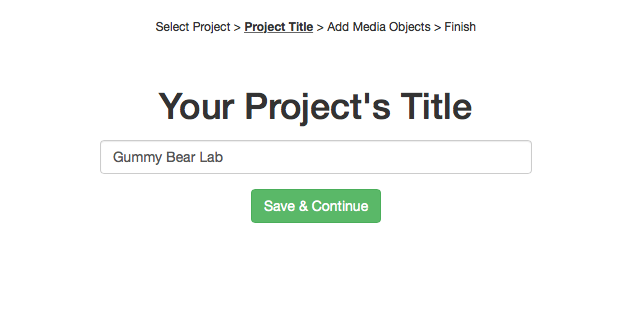 Select Project > Project Title > Add Media Objects > Finish
Your Project's Title
Gummy Bear Lab
Save & Continue